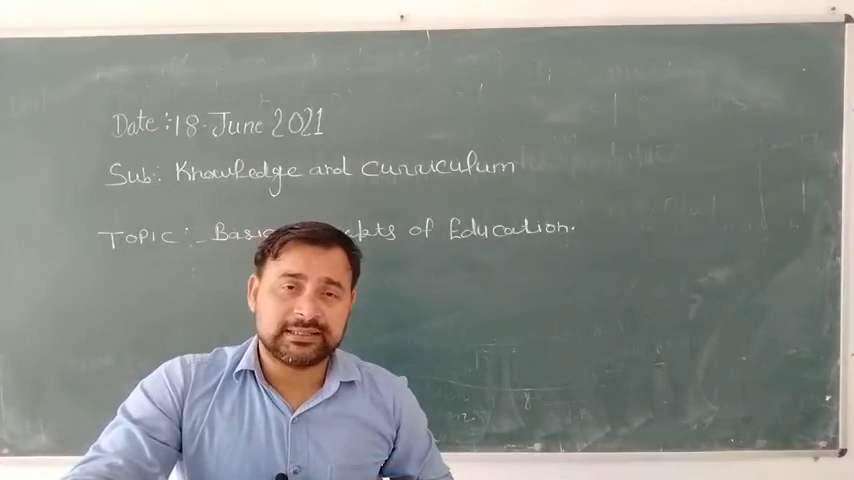 Date :18-June 2021
Sub:. Knowledge and curriculum
TOPIC :- Basic of Education.